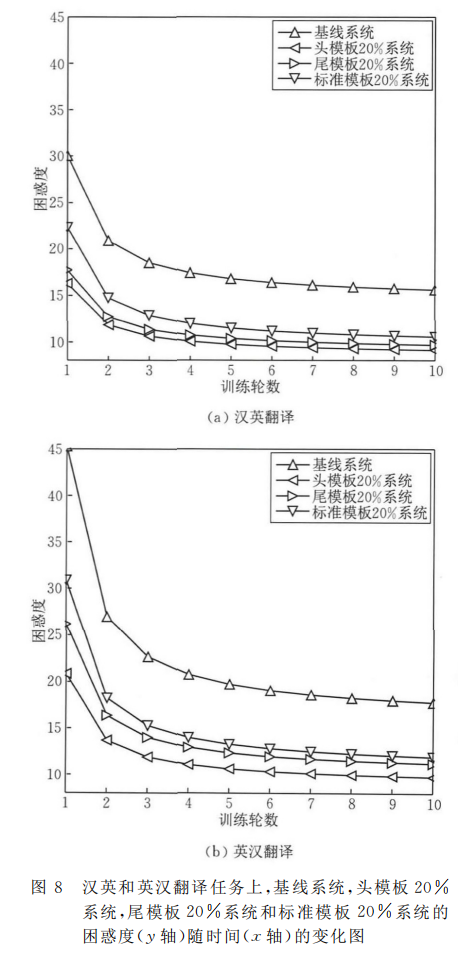 45
40
35
30
25
20
15
10
困惑度
基线系统
头模板20%系统
尾模板20%系统
标准模板20%系统
1 2 3 4 5 6 7 8 9 10
训练轮数
(a) 汉英翻译
45
40
35
30
25
20
15
10
困惑度
基线系统
头模板20%系统
尾模板20%系统
标准模板20%系统
1 2 3 4 5 6 7 8 9 10
训练轮数
(b) 英汉翻译
图 8 汉英和英汉翻译任务上,基线系统,头模板 20%
系统,尾模板 20%系统和标准模板 20%系统的
困惑度(y 轴)随时间(x 轴)的变化图